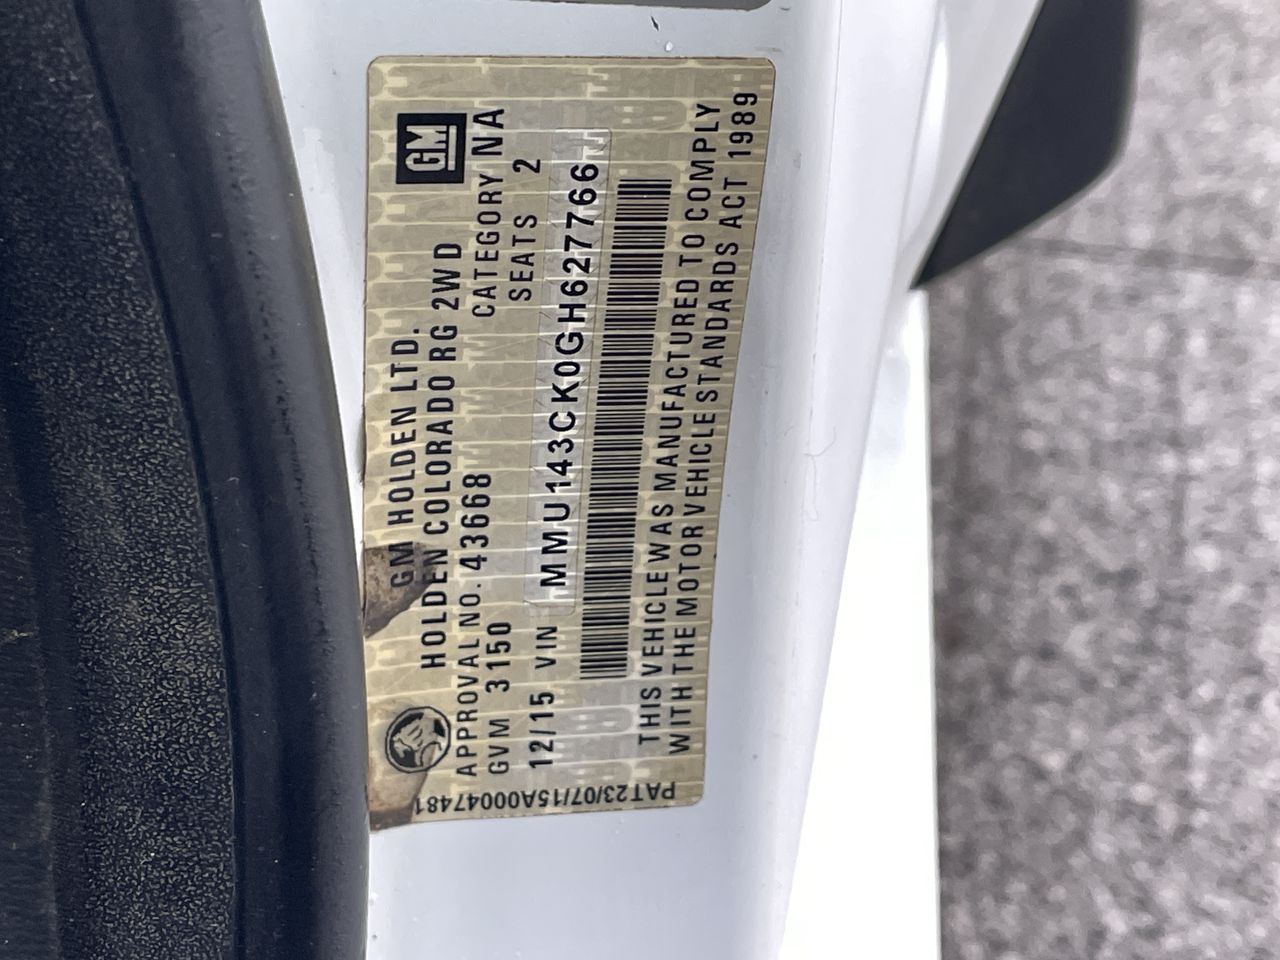 GM
GM HOLDEN LTD.
HOLDEN COLORADO RG 2WD
APPROVAL NO. 43668 CATEGORY NA
GVM 3150 SEATS 2
12/15 VIN MMU143CK0GH627766
THIS VEHICLE WAS MANUFACTURED TO COMPLY
WITH THE MOTOR VEHICLE STANDARDS ACT 1989
PAT23/07/15A00047481